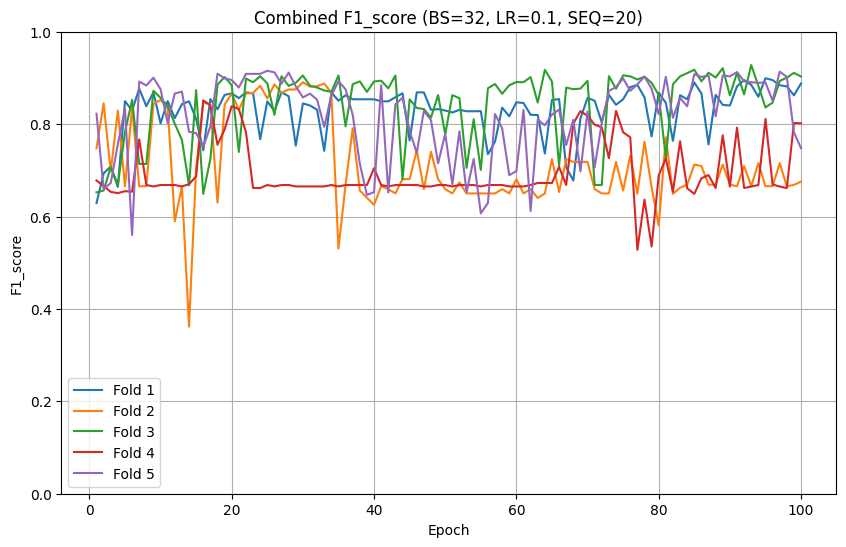 Combined F1_score (BS=32, LR=0.1, SEQ=20)
1.0
0.8
0.6
0.4
0.2
0.0
F1_score
Fold 1
Fold 2
Fold 3
Fold 4
Fold 5
0 20 40 60 80 100
Epoch